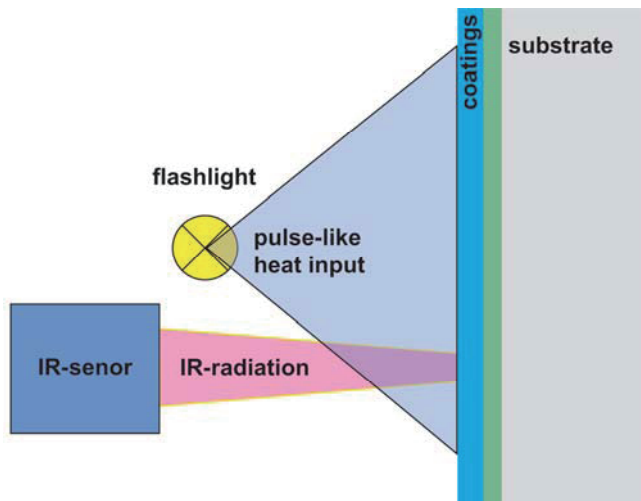 coatings
substrate
flashlight
pulse-like
heat input
IR-senor
IR-radiation